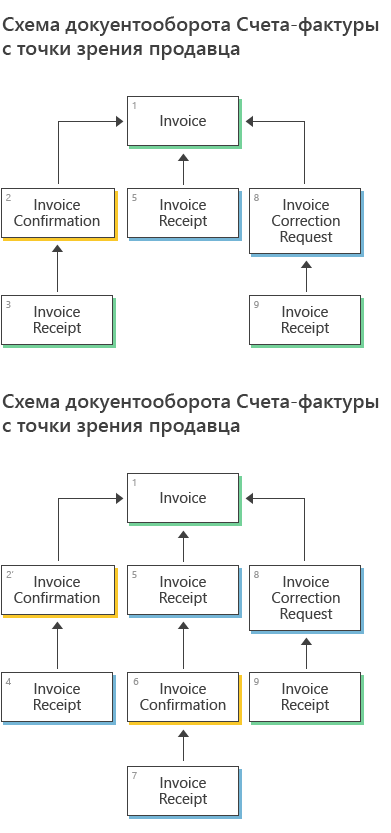 Схема докуентооборота Счета-фактуры
с точки зрения продавца
1
Invoice
2
Invoice
Confirmation
5
Invoice
Receipt
8
Invoice
Correction
Request
3
Invoice
Receipt
9
Invoice
Receipt
Схема докуентооборота Счета-фактуры
с точки зрения продавца
1
Invoice
2'
Invoice
Confirmation
5
Invoice
Receipt
8
Invoice
Correction
Request
4
Invoice
Receipt
6
Invoice
Confirmation
9
Invoice
Receipt
7
Invoice
Receipt